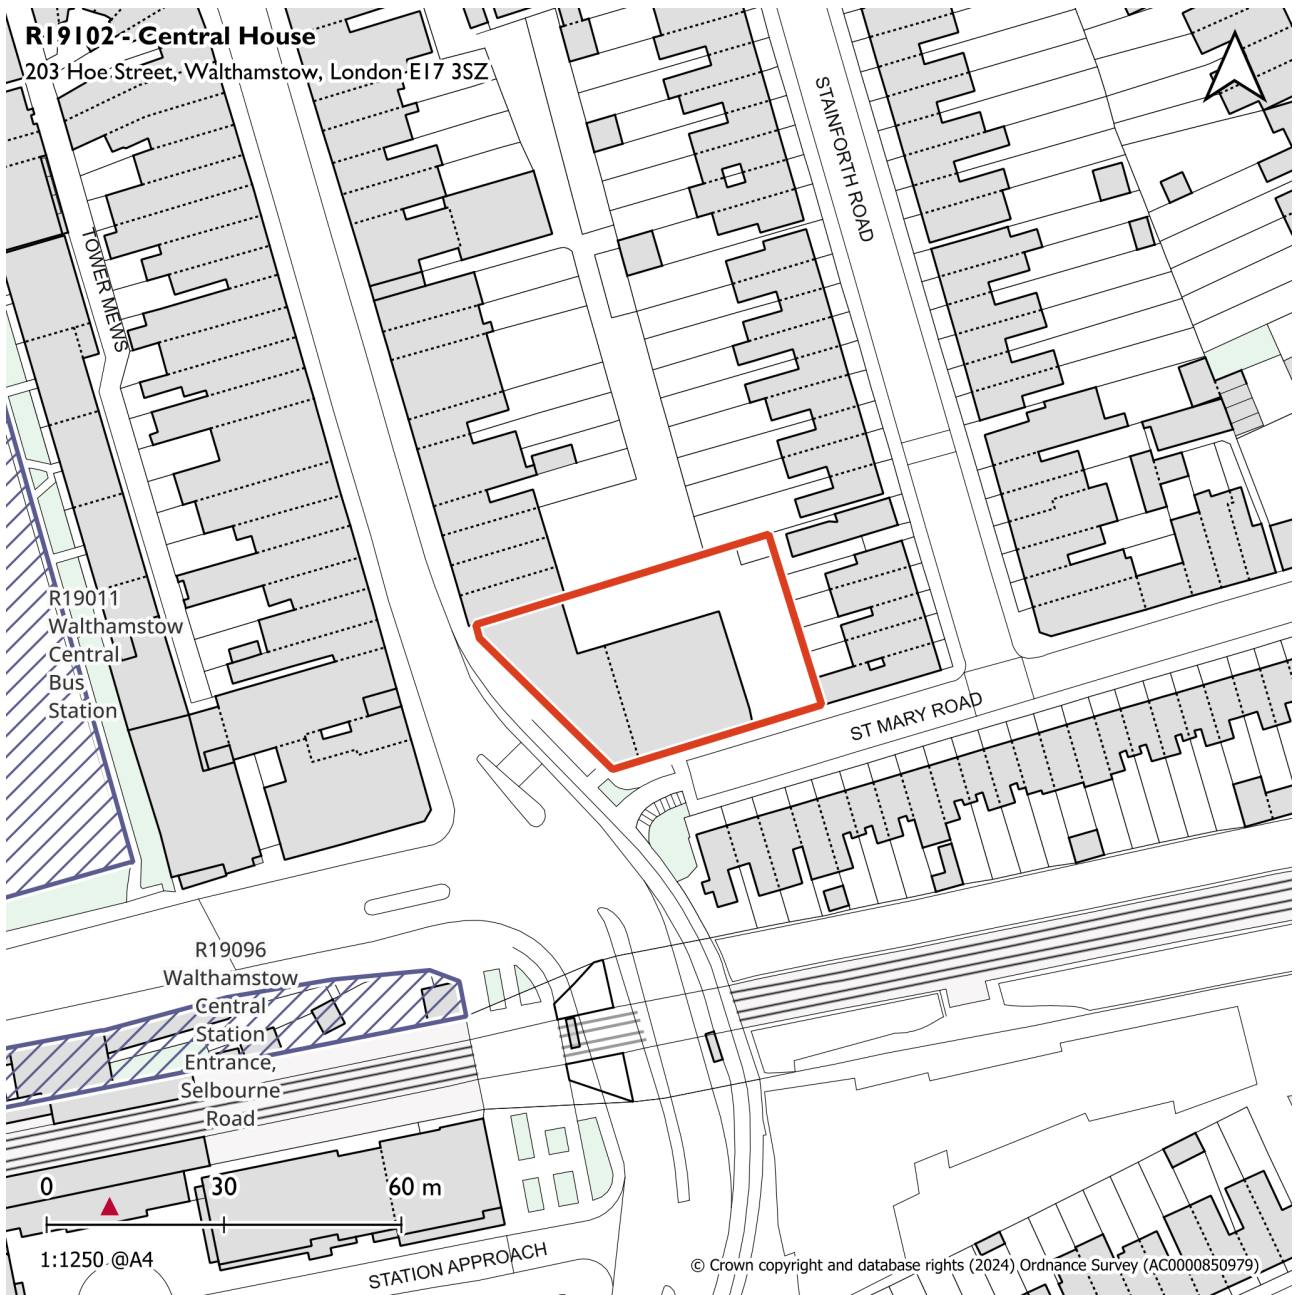 R19102 - Central House
203 Hoe Street, Walthamstow, London E17 3SZ
STAINFORTH ROAD
TOWER MEWS
R19011
Walthamstow
Central
Bus
Station
ST MARY ROAD
R19096
Walthamstow
Central
Station
Entrance,
Selbourne
Road
0 30 60 m
1:1250 @A4
STATION APPROACH
© Crown copyright and database rights (2024) Ordnance Survey (AC0000850979)